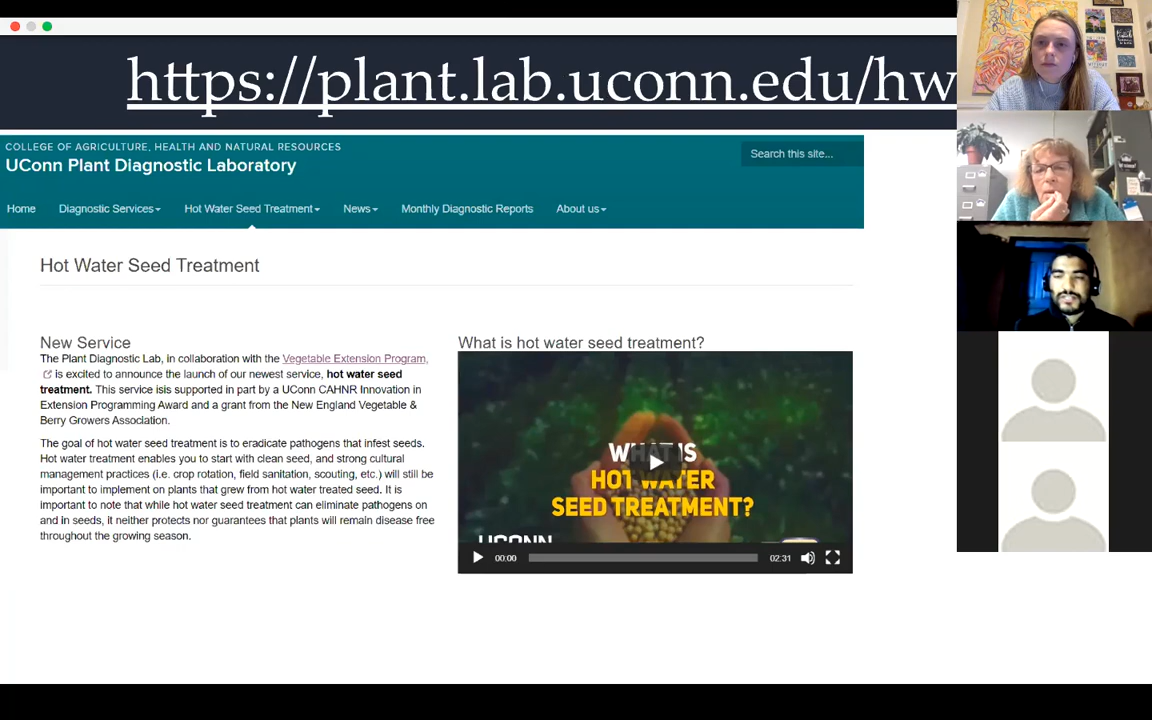 https://plant.lab.uconn.edu/hw
COLLEGE OF AGRICULTURE, HEALTH AND NATURAL RESOURCES
UConn Plant Diagnostic Laboratory
Search this site...
Home Diagnostic Services Hot Water Seed Treatment News Monthly Diagnostic Reports About us
Hot Water Seed Treatment
New Service
The Plant Diagnostic Lab, in collaboration with the Vegetable Extension Program,
is excited to announce the launch of our newest service, hot water seed
treatment. This service isis supported in part by a UConn CAHNR Innovation in
Extension Programming Award and a grant from the New England Vegetable &
Berry Growers Association.
The goal of hot water seed treatment is to eradicate pathogens that infest seeds.
Hot water treatment enables you to start with clean seed, and strong cultural
management practices (i.e. crop rotation, field sanitation, scouting, etc.) will still be
important to implement on plants that grew from hot water treated seed. It is
important to note that while hot water seed treatment can eliminate pathogens on
and in seeds, it neither protects nor guarantees that plants will remain disease free
throughout the growing season.
What is hot water seed treatment?
WHAT IS
HOT WATER
SEED TREATMENT?
UCONN
00:00 02:31